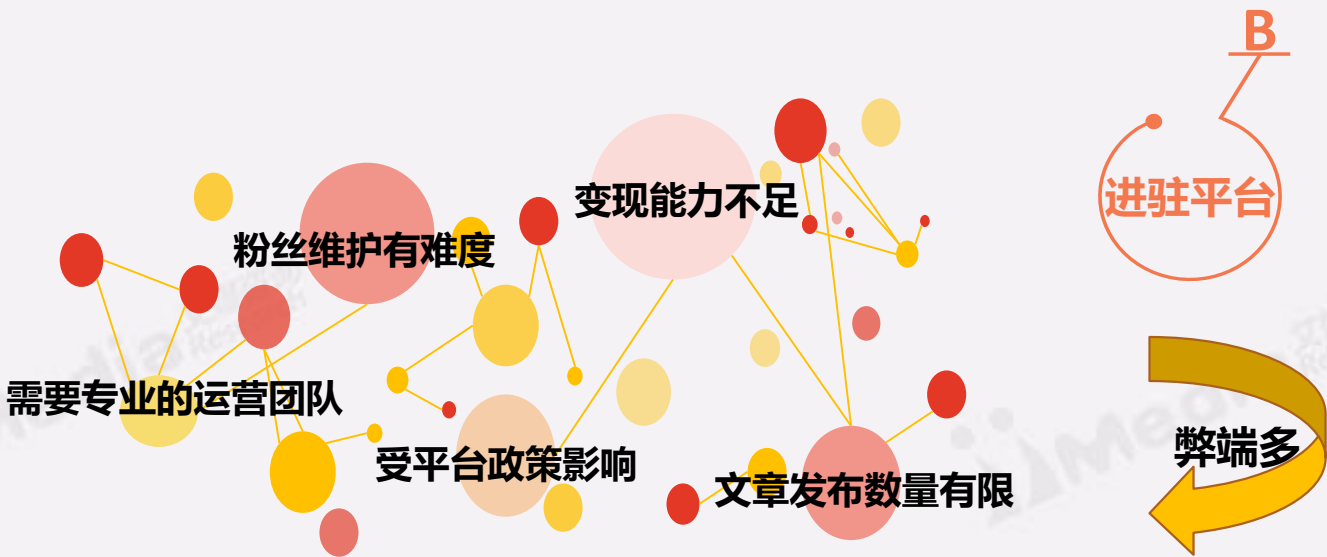 B
进驻平台
变现能力不足
粉丝维护有难度
需要专业的运营团队
受平台政策影响
文章发布数量有限
弊端多